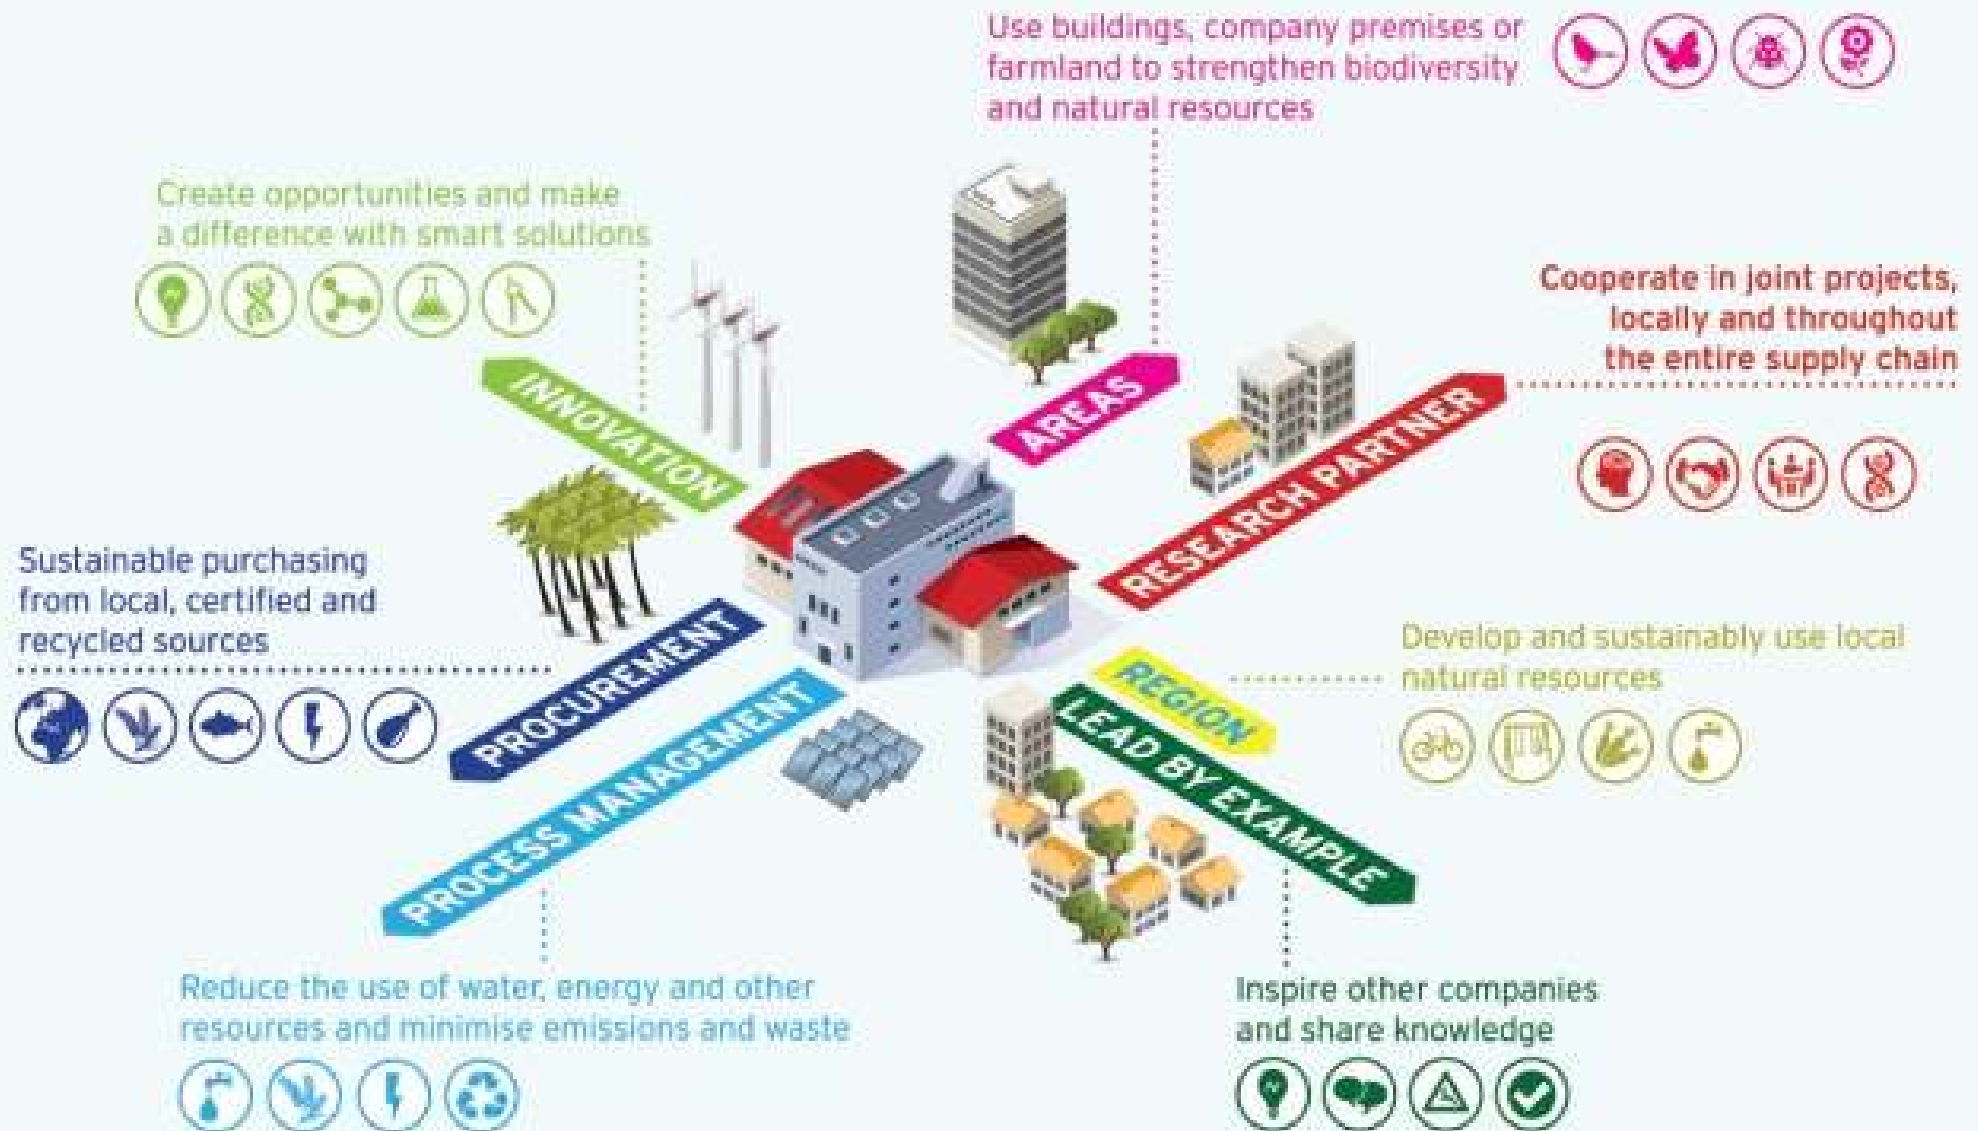 Use buildings, company premises or
farmland to strengthen biodiversity
and natural resources
Create opportunities and make
a difference with smart solutions
Cooperate in joint projects,
locally and throughout
the entire supply chain
INNOVATION
AREAS
RESEARCH PARTNER
Sustainable purchasing
from local, certified and
recycled sources
PROCUREMENT
Develop and sustainably use local
natural resources
REGION
PROCESS MANAGEMENT
LEAD BY EXAMPLE
Reduce the use of water, energy and other
resources and minimise emissions and waste
Inspire other companies
and share knowledge